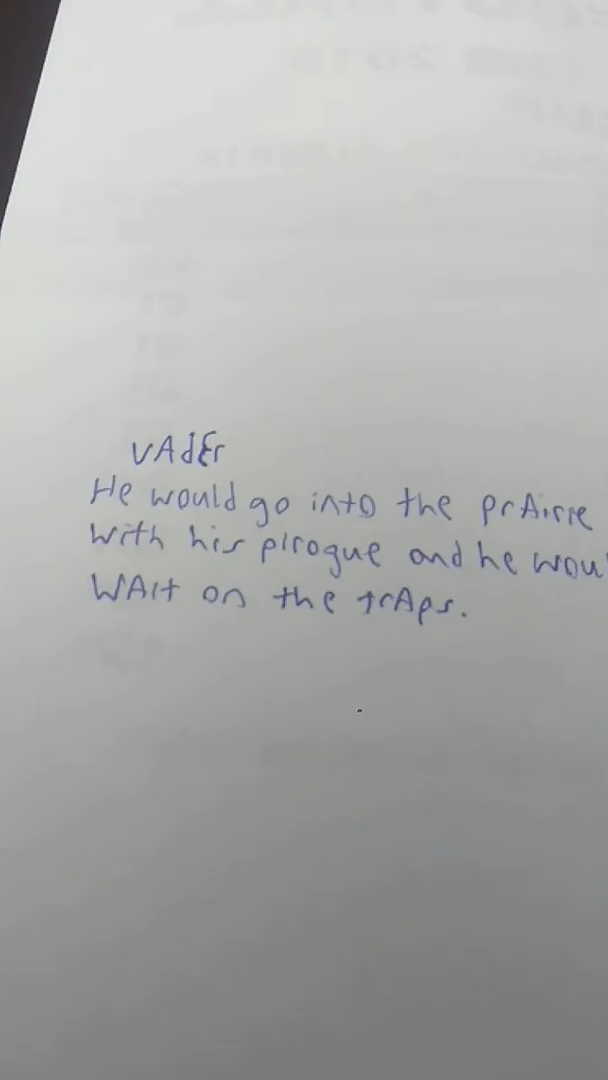 VAdEr
He would go into the prAirie
with his pirogue and he wou
WAIt on the trAps.